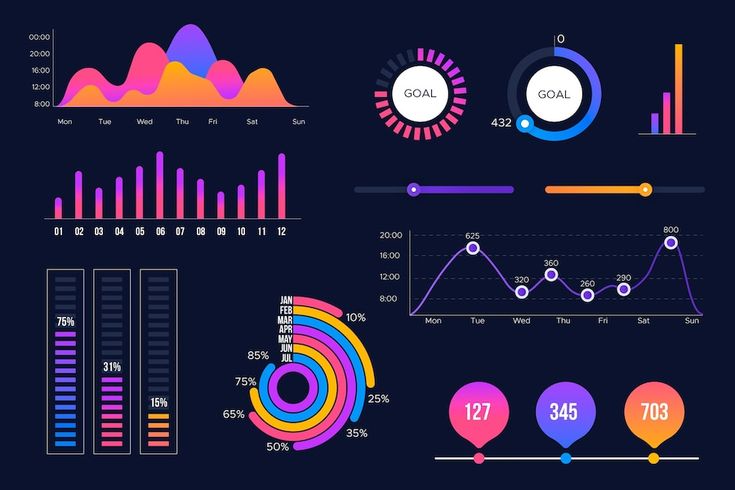 00:00
20:00
16:00
12:00
8:00
Mon Tue Wed Thu Fri Sat Sun
GOAL
0
GOAL
432
01 02 03 04 05 06 07 08 09 10 11 12
20:00
16:00
12:00
8:00
625
320
360
260
290
800
Mon Tue Wed Thu Fri Sat Sun
75%
31%
15%
JAN
FEB
MAR
APR
MAY
JUN
JUL
10%
25%
35%
50%
65%
75%
85%
127
345
703